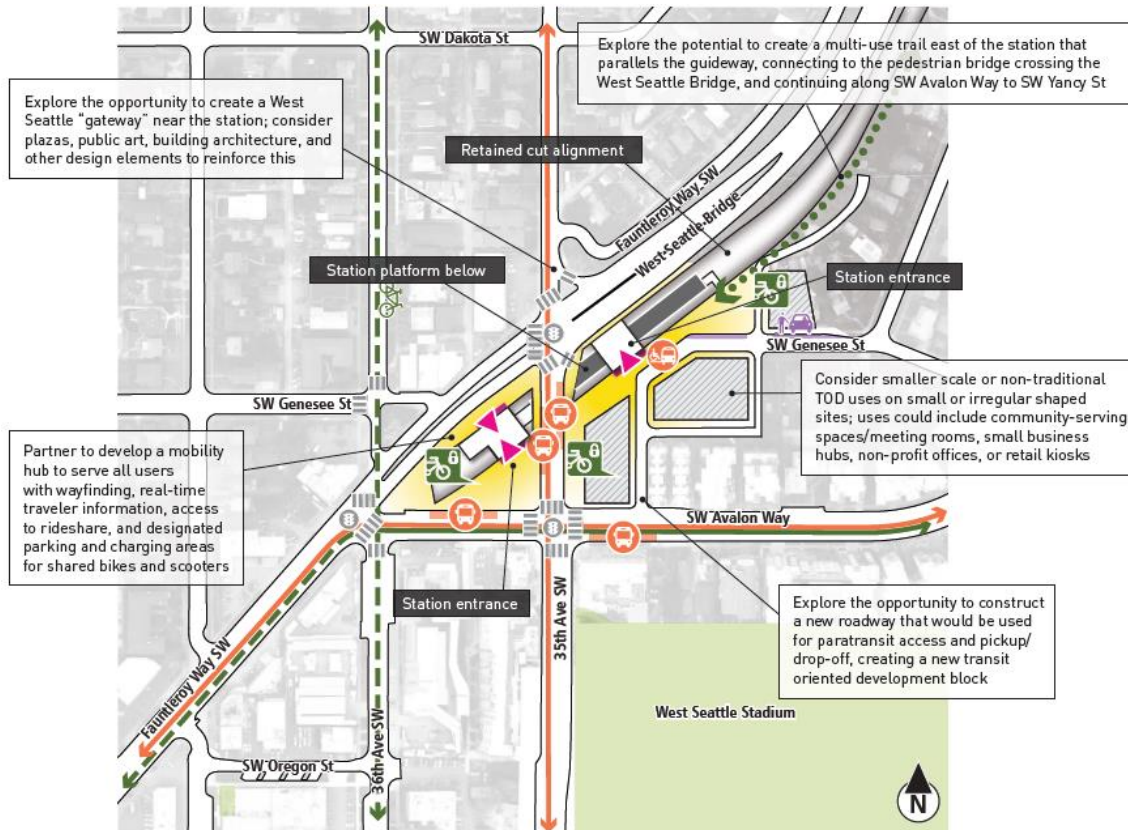 SW Dakota St
Explore the potential to create a multi-use trail east of the station that
parallels the guideway, connecting to the pedestrian bridge crossing the
West Seattle Bridge, and continuing along SW Avalon Way to SW Yancy St
Explore the opportunity to create a West
Seattle “gateway” near the station; consider
plazas, public art, building architecture, and
other design elements to reinforce this
Retained cut alignment
Fauntleroy Way SW
West Seattle Bridge
Station platform below
Station entrance
SW Genesee St
SW Genesee St
Consider smaller scale or non-traditional
TOD uses on small or irregular shaped
sites; uses could include community-serving
spaces/meeting rooms, small business
hubs, non-profit offices, or retail kiosks
Partner to develop a mobility
hub to serve all users
with wayfinding, real-time
traveler information, access
to rideshare, and designated
parking and charging areas
for shared bikes and scooters
SW Avalon Way
Station entrance
Explore the opportunity to construct
a new roadway that would be used
for paratransit access and pickup/
drop-off, creating a new transit
oriented development block
Fauntleroy Way SW
36th Ave SW
35th Ave SW
West Seattle Stadium
SW Oregon St
N